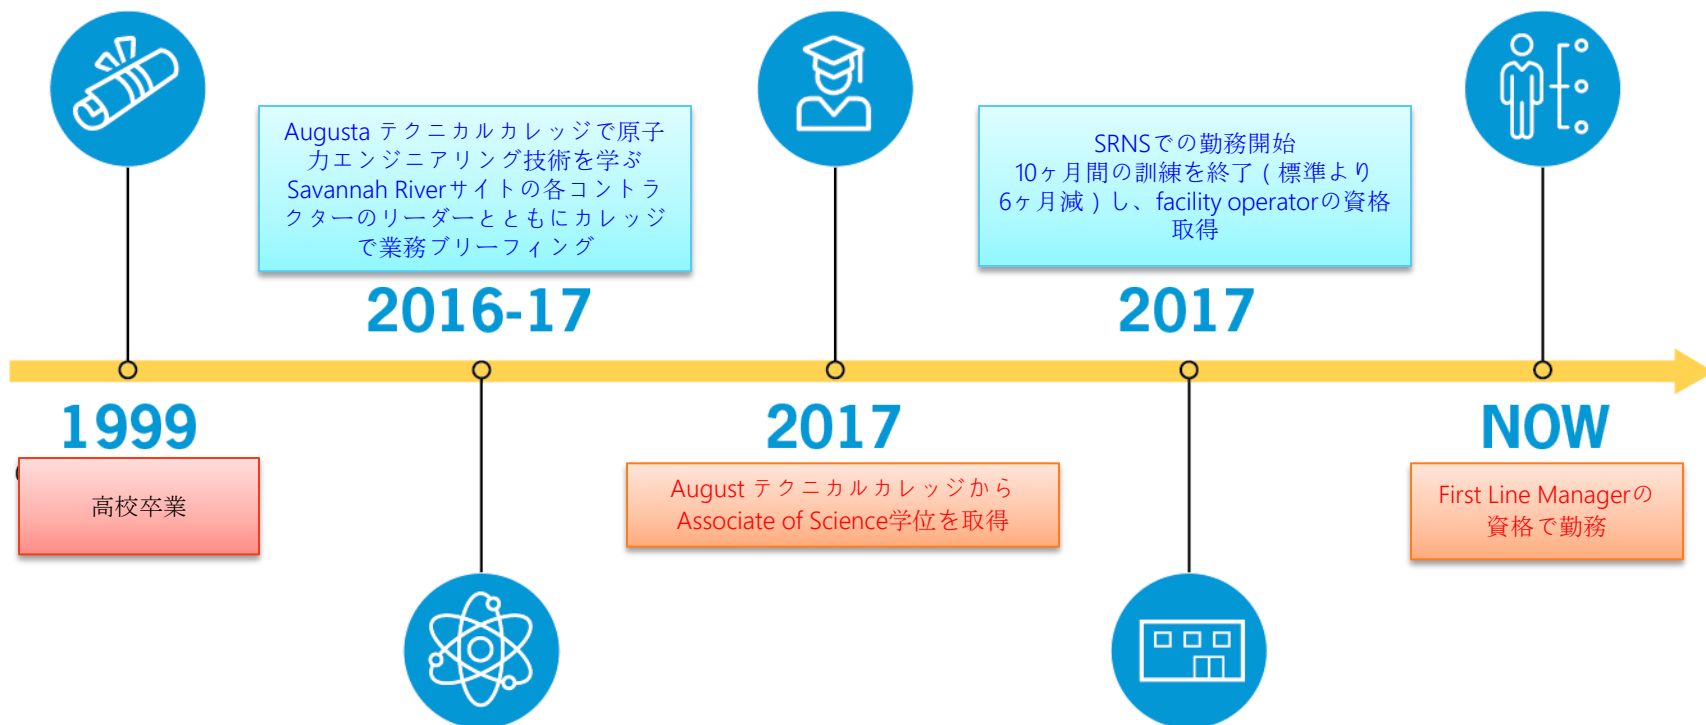 Augusta テクニカルカレッジで原子
力エンジニアリング技術を学ぶ
Savannah Riverサイトの各コントラ
クターのリーダーとともにカレッジ
で業務ブリーフィング
SRNSでの勤務開始
10ヶ月間の訓練を終了（標準より
6ヶ月減）し、facility operatorの資格
取得
2016-17
2017
1999
2017
NOW
高校卒業
August テクニカルカレッジから
Associate of Science学位を取得
First Line Managerの
資格で勤務